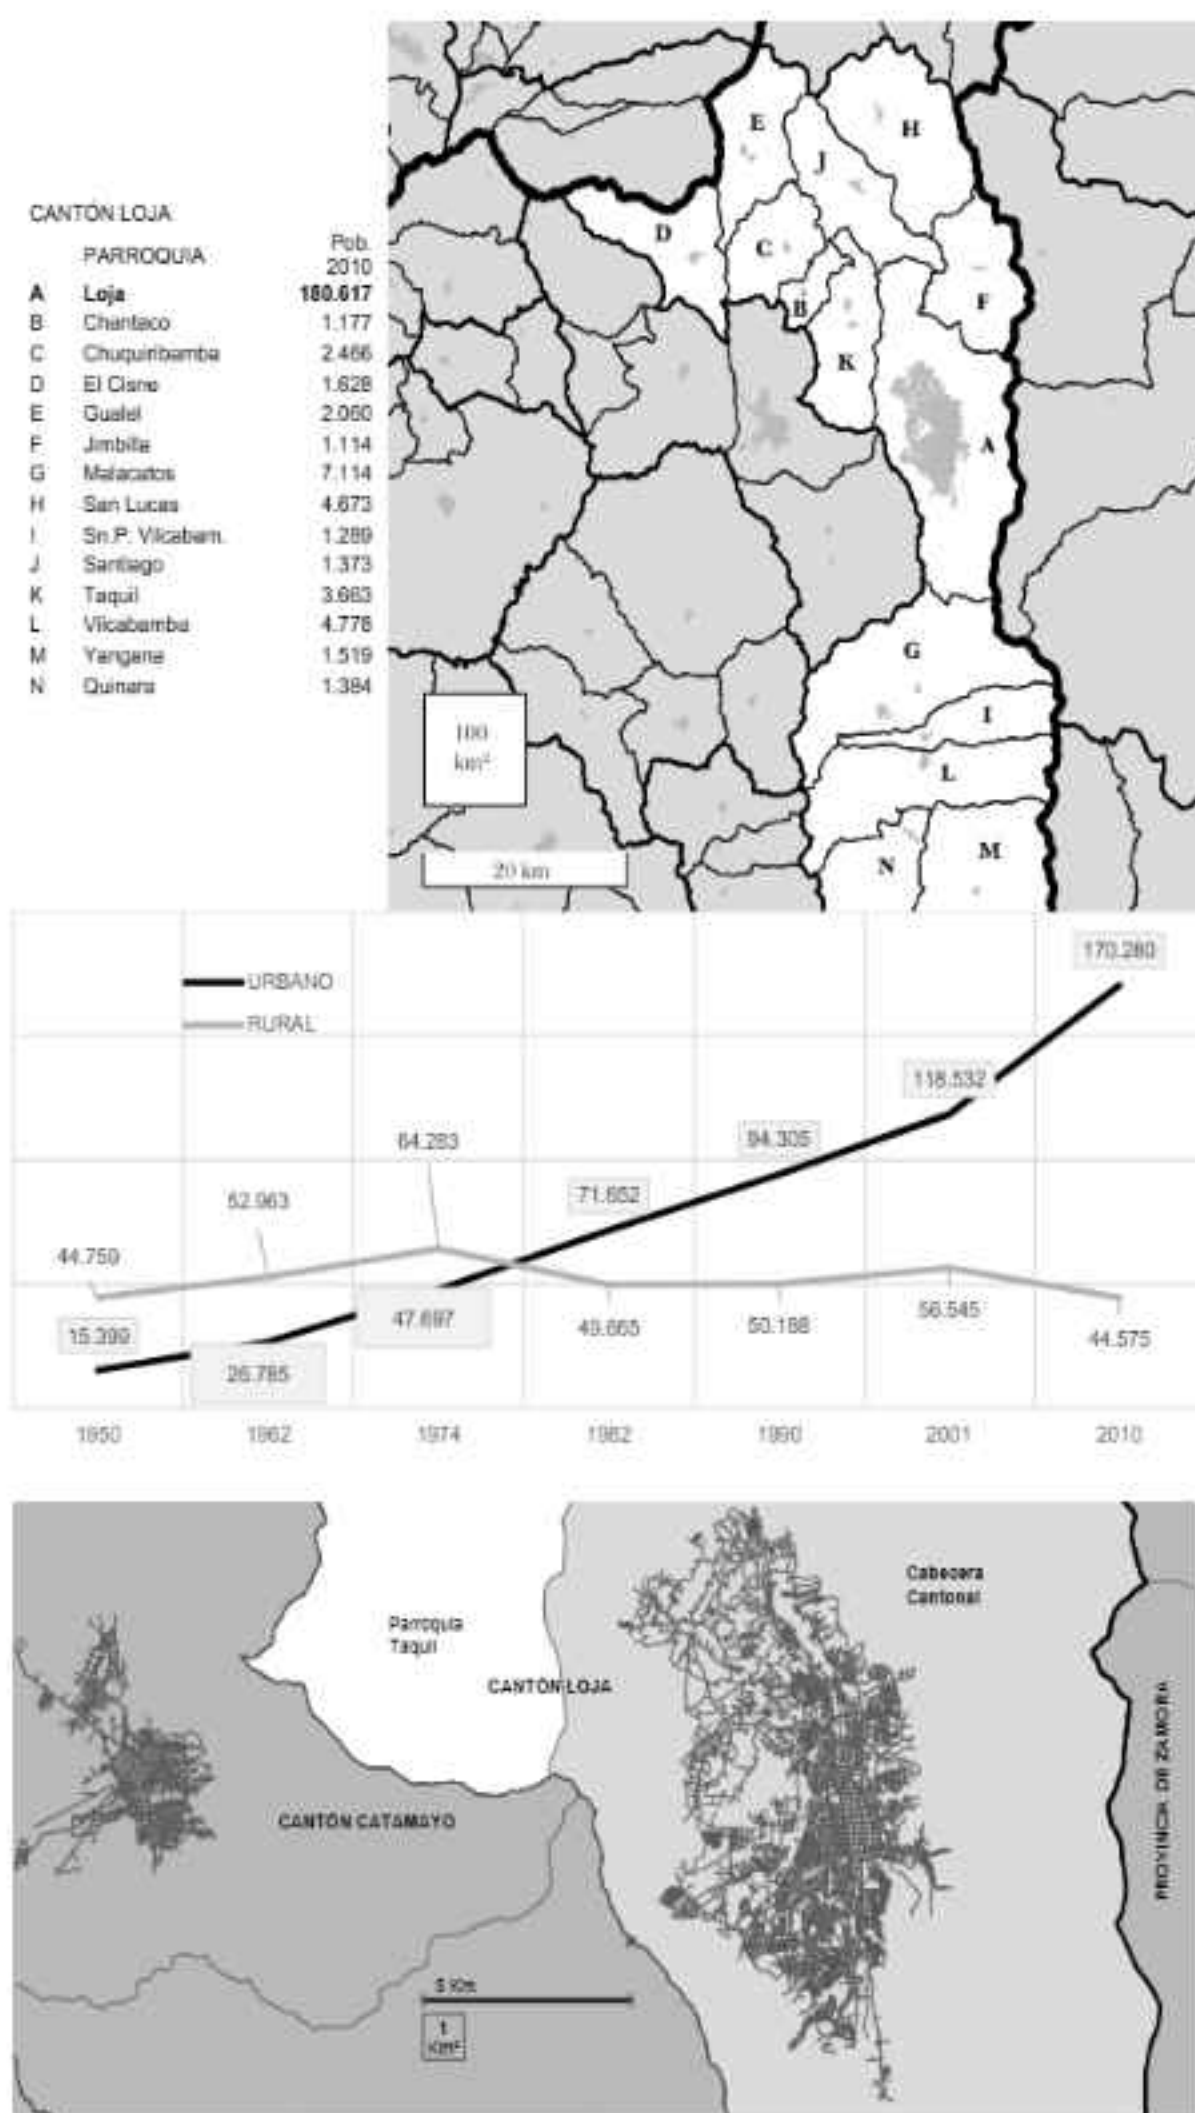 CANTÓN LOJA
PARROQUIA Pob. 2010
A Loja 180.617
B Chantaco 1.177
C Chuquiribamba 2.466
D El Cisne 1.628
E Gualel 2.060
F Jimbilla 1.114
G Malacatos 7.114
H San Lucas 4.673
I Sn.P. Vilcabam. 1.289
J Santiago 1.373
K Taquil 3.663
L Vilcabamba 4.778
M Yangana 1.519
N Quinara 1.384
E
H
J
D
C
F
B
K
A
G
I
L
N
M
100
km²
20 km
URBANO
RURAL
170.280
118.532
94.305
71.652
64.283
52.963
44.759
15.399
26.785
47.697
49.665
50.188
56.545
44.575
1950 1962 1974 1982 1990 2001 2010
Cabecera
Cantonal
Parroquia
Taquil
CANTÓN LOJA
CANTÓN CATAMAYO
PROVINCIA DE ZAMORA
5 Km
1
Km²